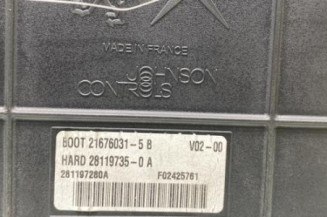 MADE IN FRANCE
JOHNSON
CONTROLS
BOOT 21676031-5 B V02-00
HARD 28119735-0 A
281197280A F02425761